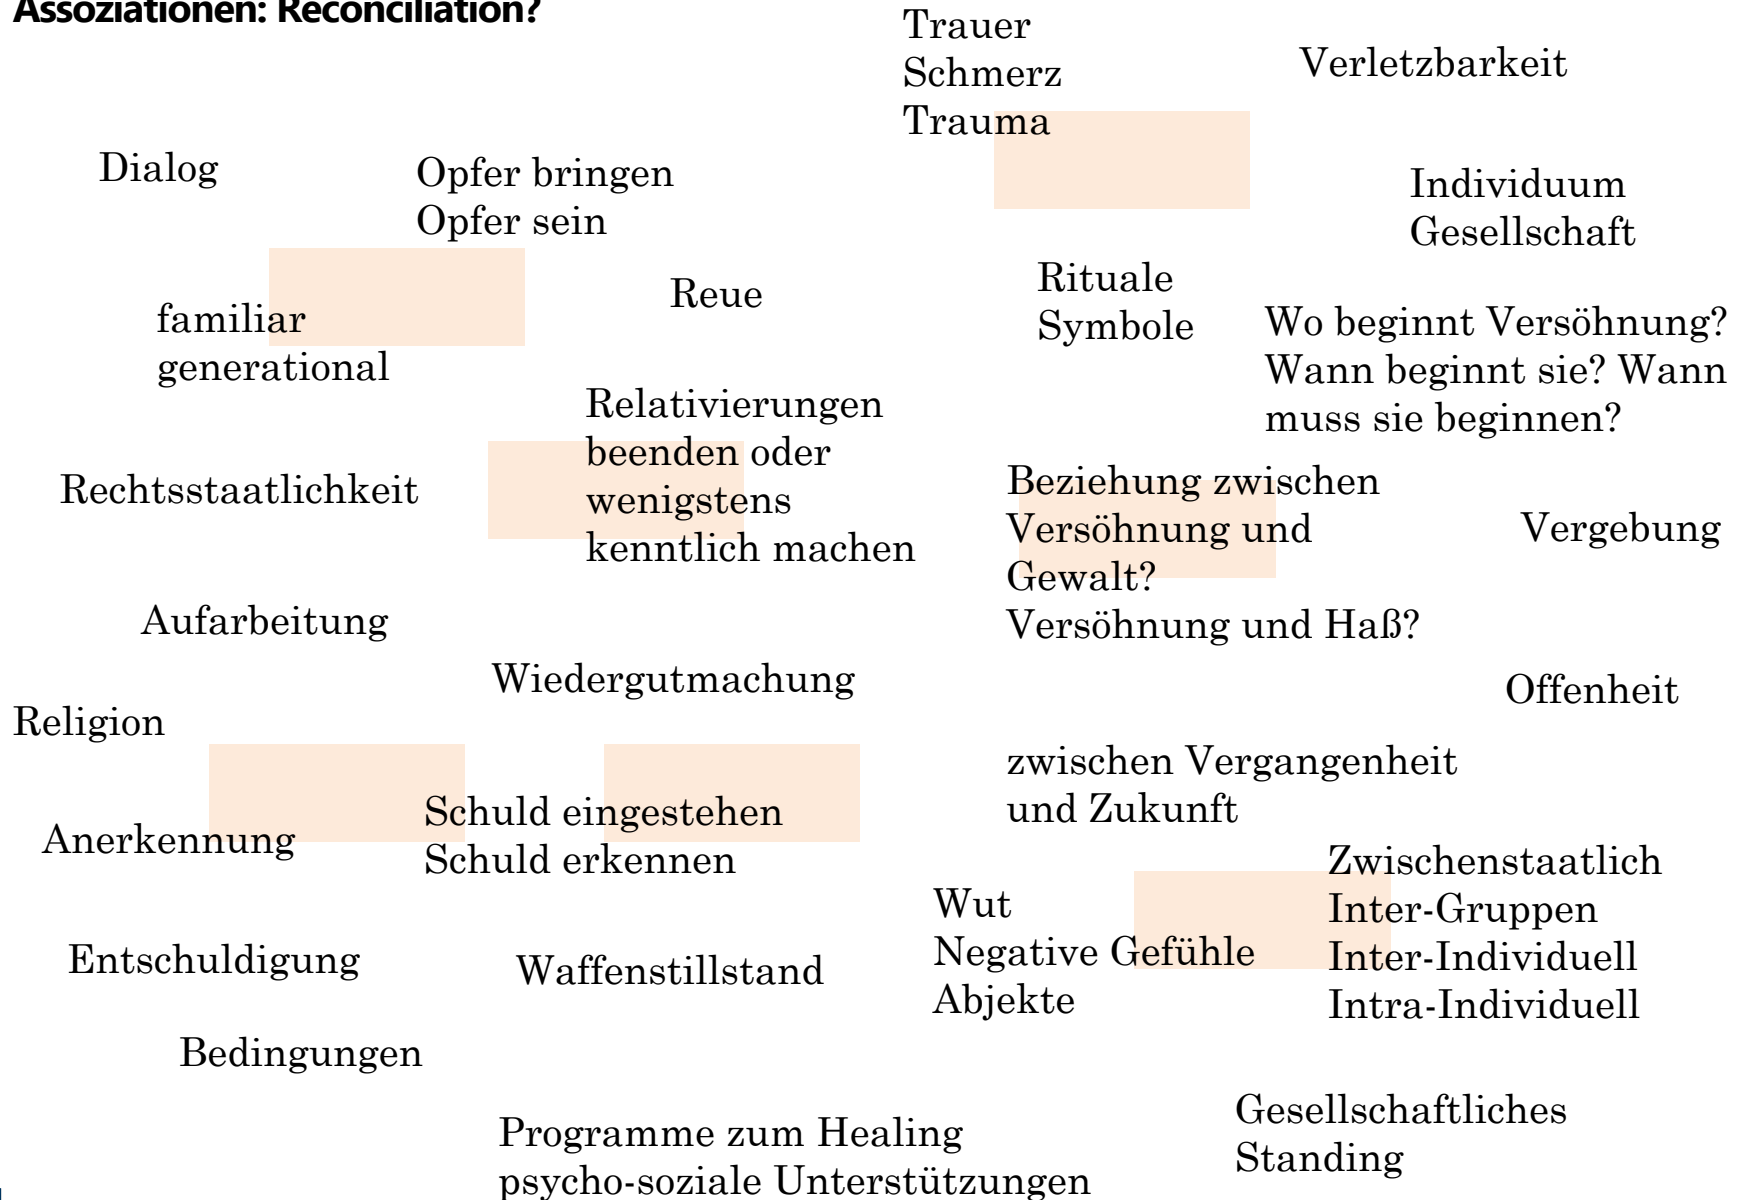 Assoziationen: Reconciliation?
Trauer
Schmerz
Trauma
Verletzbarkeit
Dialog
Opfer bringen
Opfer sein
Individuum
Gesellschaft
familiar
generational
Reue
Rituale
Symbole
Wo beginnt Versöhnung?
Wann beginnt sie? Wann
muss sie beginnen?
Relativierungen
beenden oder
wenigstens
kenntlich machen
Rechtsstaatlichkeit
Beziehung zwischen
Versöhnung und
Gewalt?
Versöhnung und Haß?
Vergebung
Aufarbeitung
Wiedergutmachung
Offenheit
Religion
zwischen Vergangenheit
und Zukunft
Anerkennung
Schuld eingestehen
Schuld erkennen
Zwischenstaatlich
Inter-Gruppen
Inter-Individuell
Intra-Individuell
Wut
Negative Gefühle
Abjekte
Entschuldigung
Waffenstillstand
Bedingungen
Programme zum Healing
psycho-soziale Unterstützungen
Gesellschaftliches
Standing